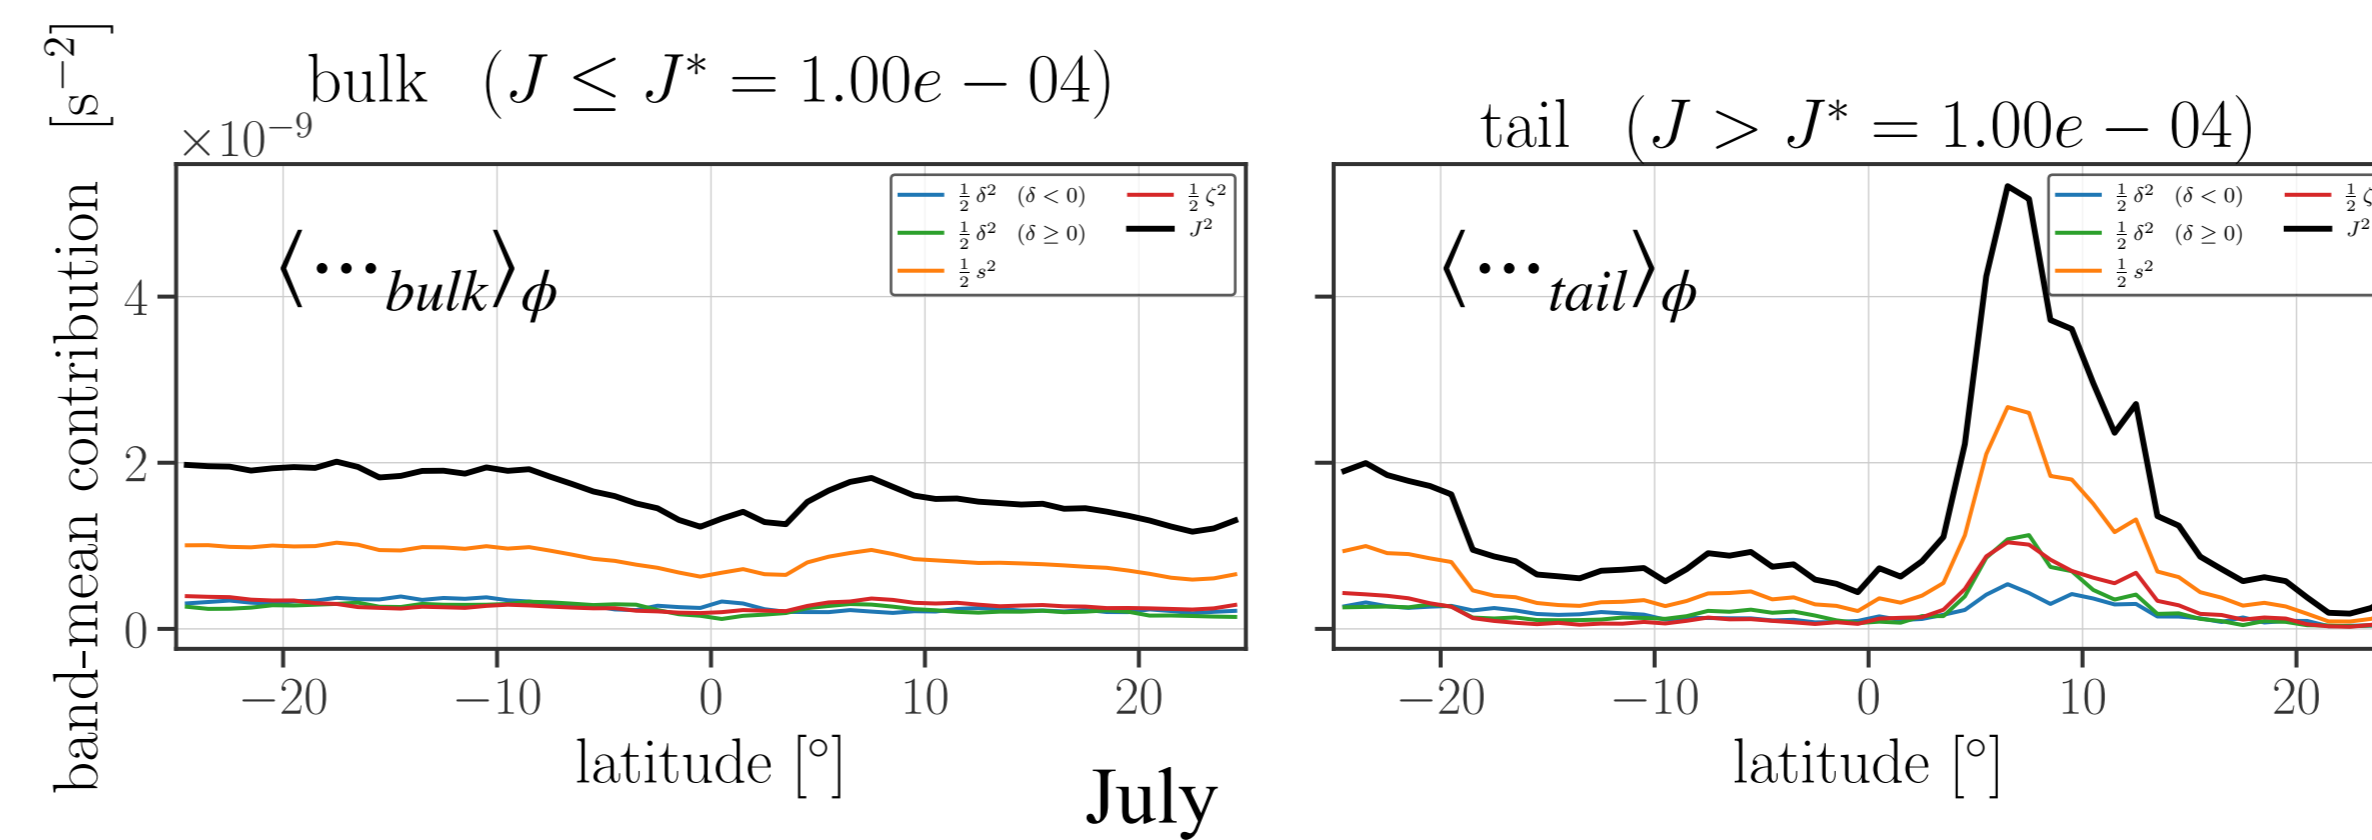 bulk (J ≤ J* = 1.00e − 04)
×10⁻⁹
band-mean contribution [s⁻²]
4
2
0
⟨···bulk⟩ϕ
½ δ² (δ < 0)
½ δ² (δ ≥ 0)
½ s²
½ ζ²
J²
−20 −10 0 10 20
latitude [°]
tail (J > J* = 1.00e − 04)
⟨···tail⟩ϕ
½ δ² (δ < 0)
½ δ² (δ ≥ 0)
½ s²
½ ζ
J²
−20 −10 0 10 20
latitude [°]
July